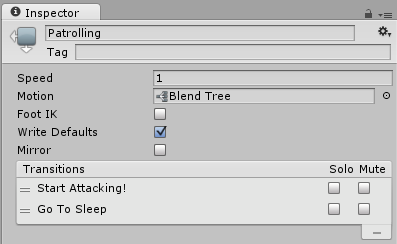 Inspector
Patrolling
Tag
Speed 1
Motion Blend Tree
Foot IK
Write Defaults
Mirror
Transitions Solo Mute
Start Attacking!
Go To Sleep